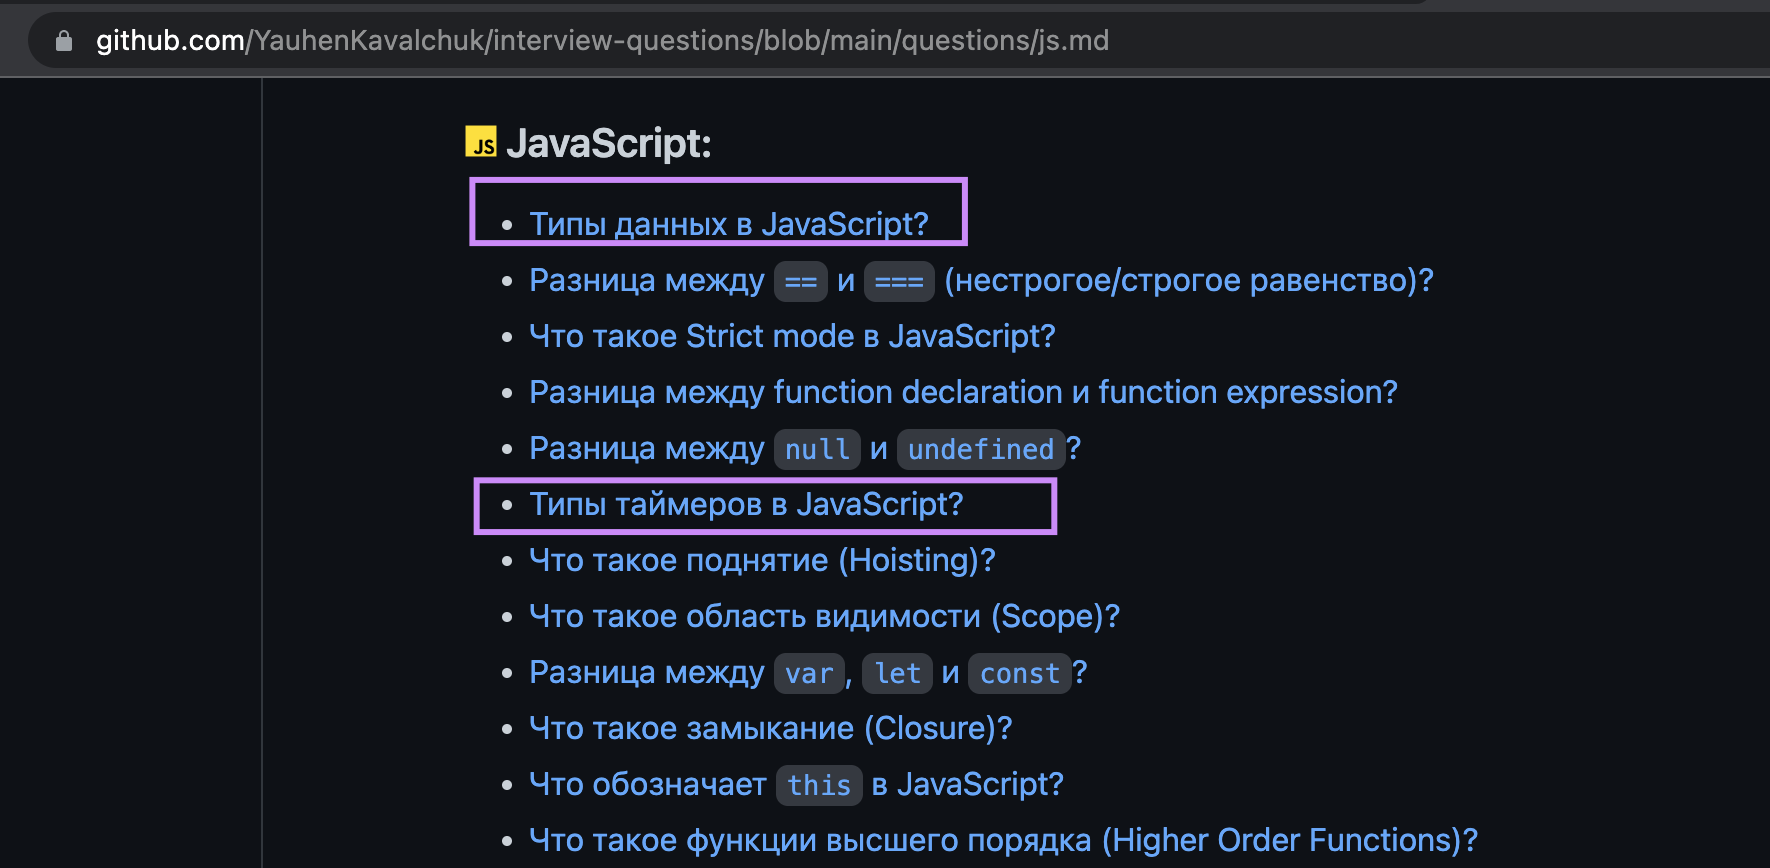 github.com/YauhenKavalchuk/interview-questions/blob/main/questions/js.md
JS JavaScript:
Типы данных в JavaScript?
Разница между == и === (нестрогое/строгое равенство)?
Что такое Strict mode в JavaScript?
Разница между function declaration и function expression?
Разница между null и undefined?
Типы таймеров в JavaScript?
Что такое поднятие (Hoisting)?
Что такое область видимости (Scope)?
Разница между var, let и const?
Что такое замыкание (Closure)?
Что обозначает this в JavaScript?
Что такое функции высшего порядка (Higher Order Functions)?